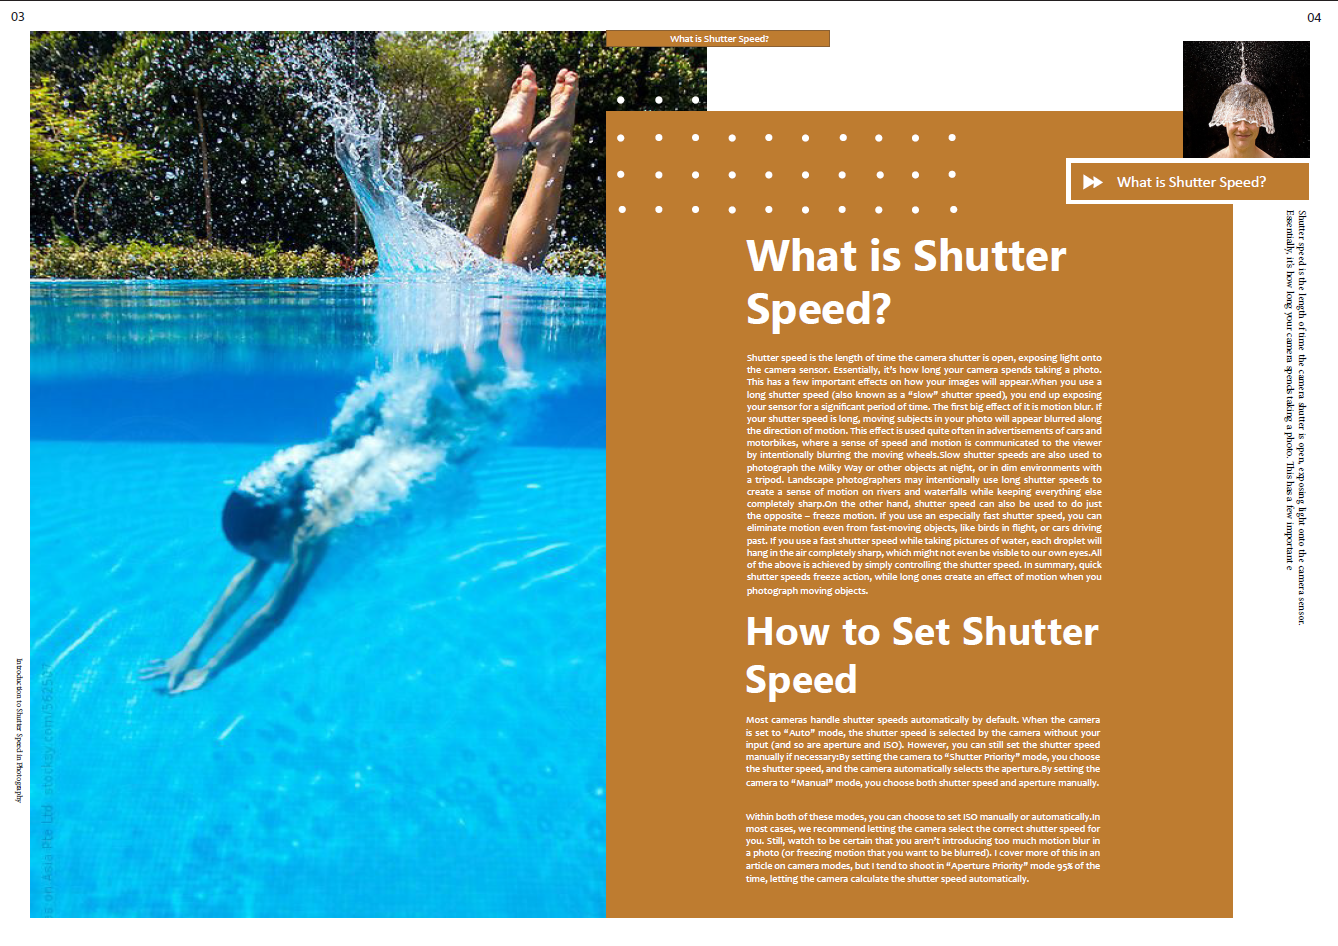 03
04
What is Shutter Speed?
What is Shutter Speed?
Shutter speed is the length of time the camera shutter is open, exposing light onto the camera sensor.
Essentially, it's how long your camera spends taking a photo. This has a few important e
What is Shutter
Speed?
Shutter speed is the length of time the camera shutter is open, exposing light onto
the camera sensor. Essentially, it's how long your camera spends taking a photo.
This has a few important effects on how your images will appear.When you use a
long shutter speed (also known as a “slow” shutter speed), you end up exposing
your sensor for a significant period of time. The first big effect of it is motion blur. If
your shutter speed is long, moving subjects in your photo will appear blurred along
the direction of motion. This effect is used quite often in advertisements of cars and
motorbikes, where a sense of speed and motion is communicated to the viewer
by intentionally blurring the moving wheels.Slow shutter speeds are also used to
photograph the Milky Way or other objects at night, or in dim environments with
a tripod. Landscape photographers may intentionally use long shutter speeds to
create a sense of motion on rivers and waterfalls while keeping everything else
completely sharp.On the other hand, shutter speed can also be used to do just
the opposite – freeze motion. If you use an especially fast shutter speed, you can
eliminate motion even from fast-moving objects, like birds in flight, or cars driving
past. If you use a fast shutter speed while taking pictures of water, each droplet will
hang in the air completely sharp, which might not even be visible to our own eyes.All
of the above is achieved by simply controlling the shutter speed. In summary, quick
shutter speeds freeze action, while long ones create an effect of motion when you
photograph moving objects.
How to Set Shutter
Speed
Most cameras handle shutter speeds automatically by default. When the camera
is set to “Auto” mode, the shutter speed is selected by the camera without your
input (and so are aperture and ISO). However, you can still set the shutter speed
manually if necessary:By setting the camera to “Shutter Priority” mode, you choose
the shutter speed, and the camera automatically selects the aperture.By setting the
camera to “Manual” mode, you choose both shutter speed and aperture manually.
Within both of these modes, you can choose to set ISO manually or automatically.In
most cases, we recommend letting the camera select the correct shutter speed for
you. Still, watch to be certain that you aren't introducing too much motion blur in
a photo (or freezing motion that you want to be blurred). I cover more of this in an
article on camera modes, but I tend to shoot in “Aperture Priority” mode 95% of the
time, letting the camera calculate the shutter speed automatically.
Introduction to Shutter Speed in Photography
on Asia Pte Ltd stocksy.com/